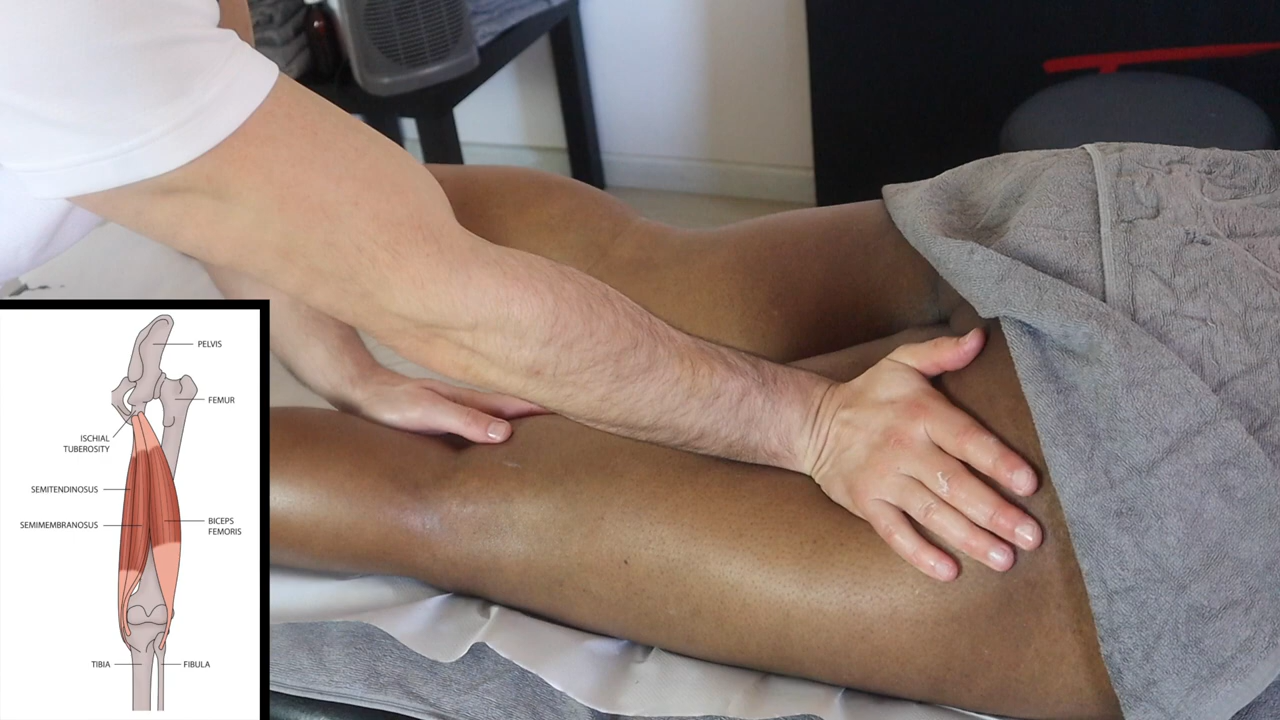 PELVIS
FEMUR
ISCHIAL
TUBEROSITY
SEMITENDINOSUS
SEMIMEMBRANOSUS
BICEPS
FEMORIS
TIBIA
FIBULA